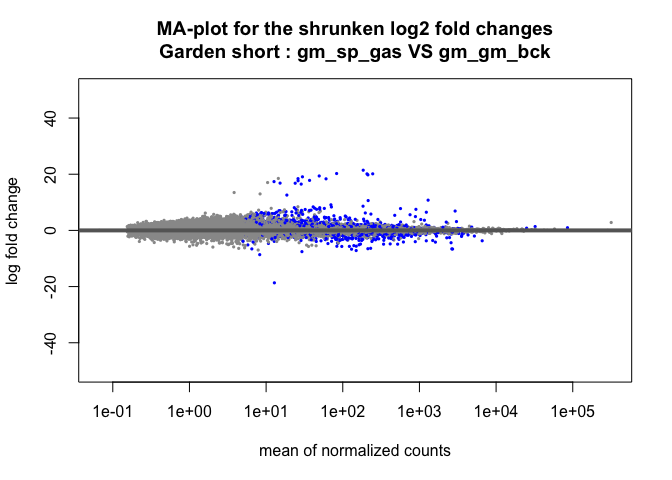 MA-plot for the shrunken log2 fold changes
Garden short : gm_sp_gas VS gm_gm_bck
log fold change
40
20
0
-20
-40
1e-01 1e+00 1e+01 1e+02 1e+03 1e+04 1e+05
mean of normalized counts